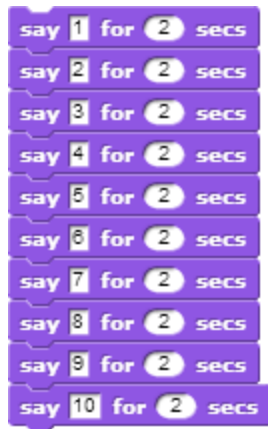 say 1 for 2 secs
say 2 for 2 secs
say 3 for 2 secs
say 4 for 2 secs
say 5 for 2 secs
say 6 for 2 secs
say 7 for 2 secs
say 8 for 2 secs
say 9 for 2 secs
say 10 for 2 secs